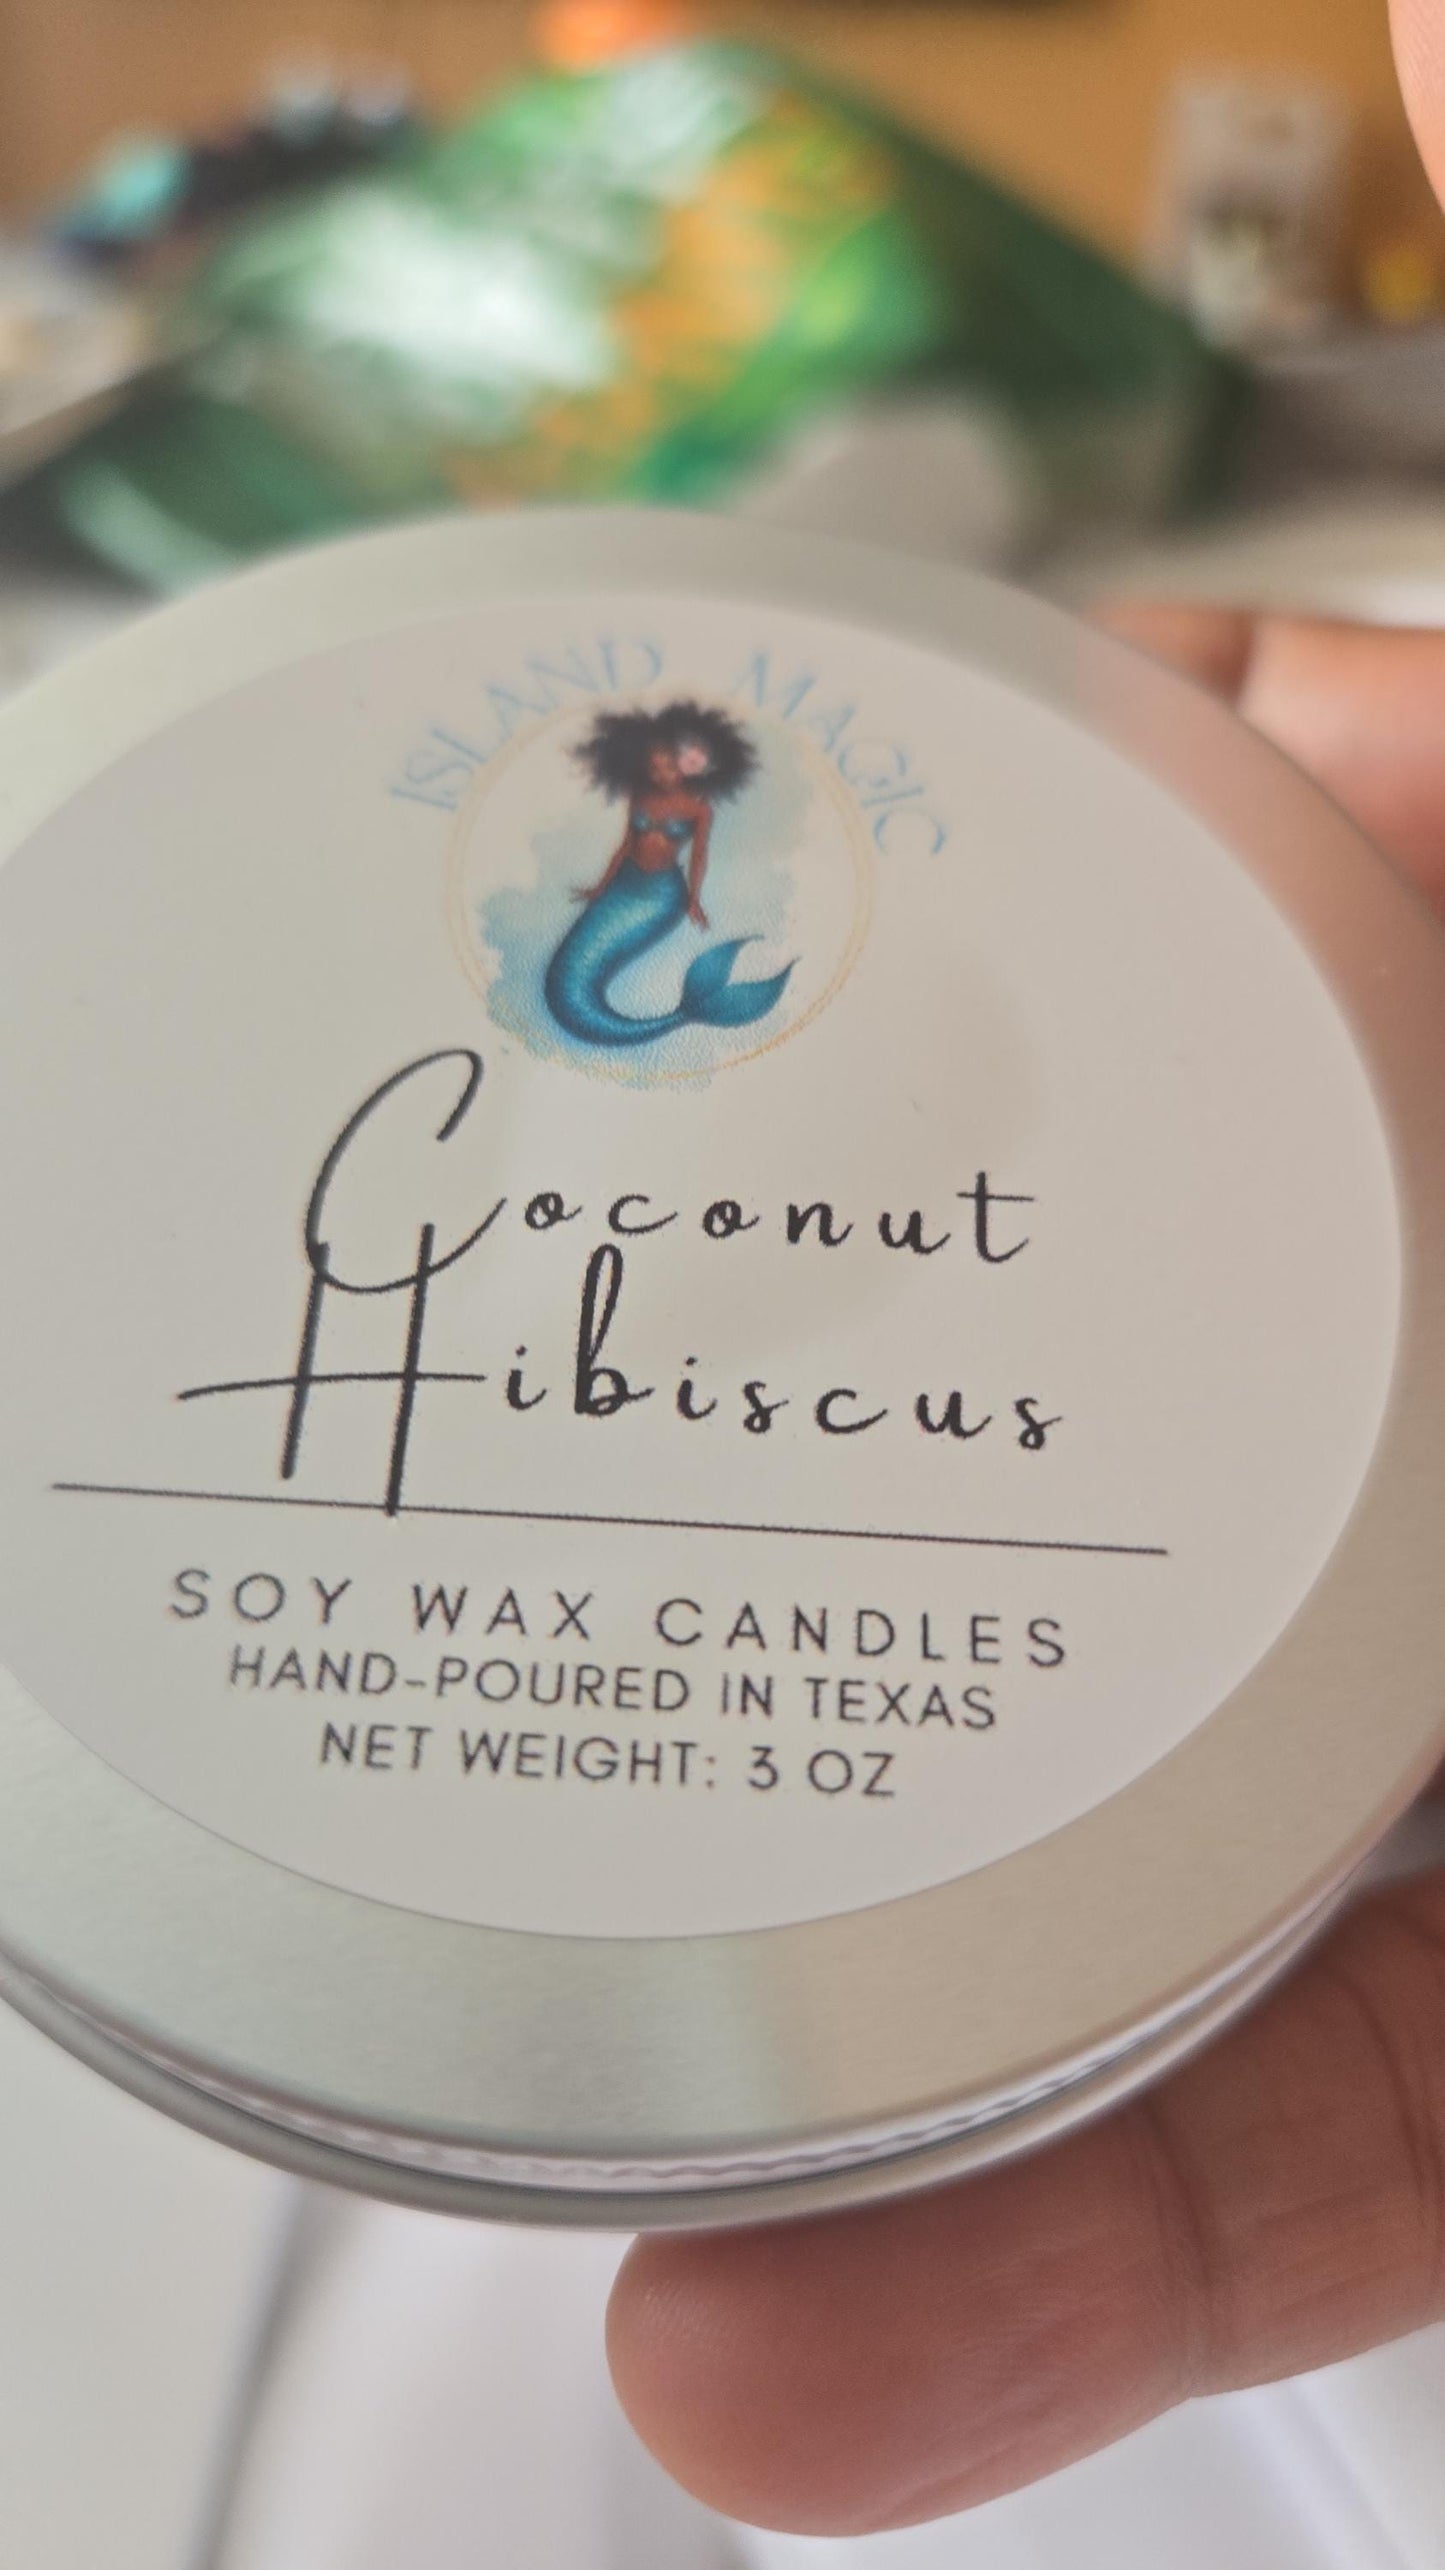 ISLAND MAGIC
Coconut
Hibiscus
SOY WAX CANDLES
HAND-POURED IN TEXAS
NET WEIGHT: 3 OZ